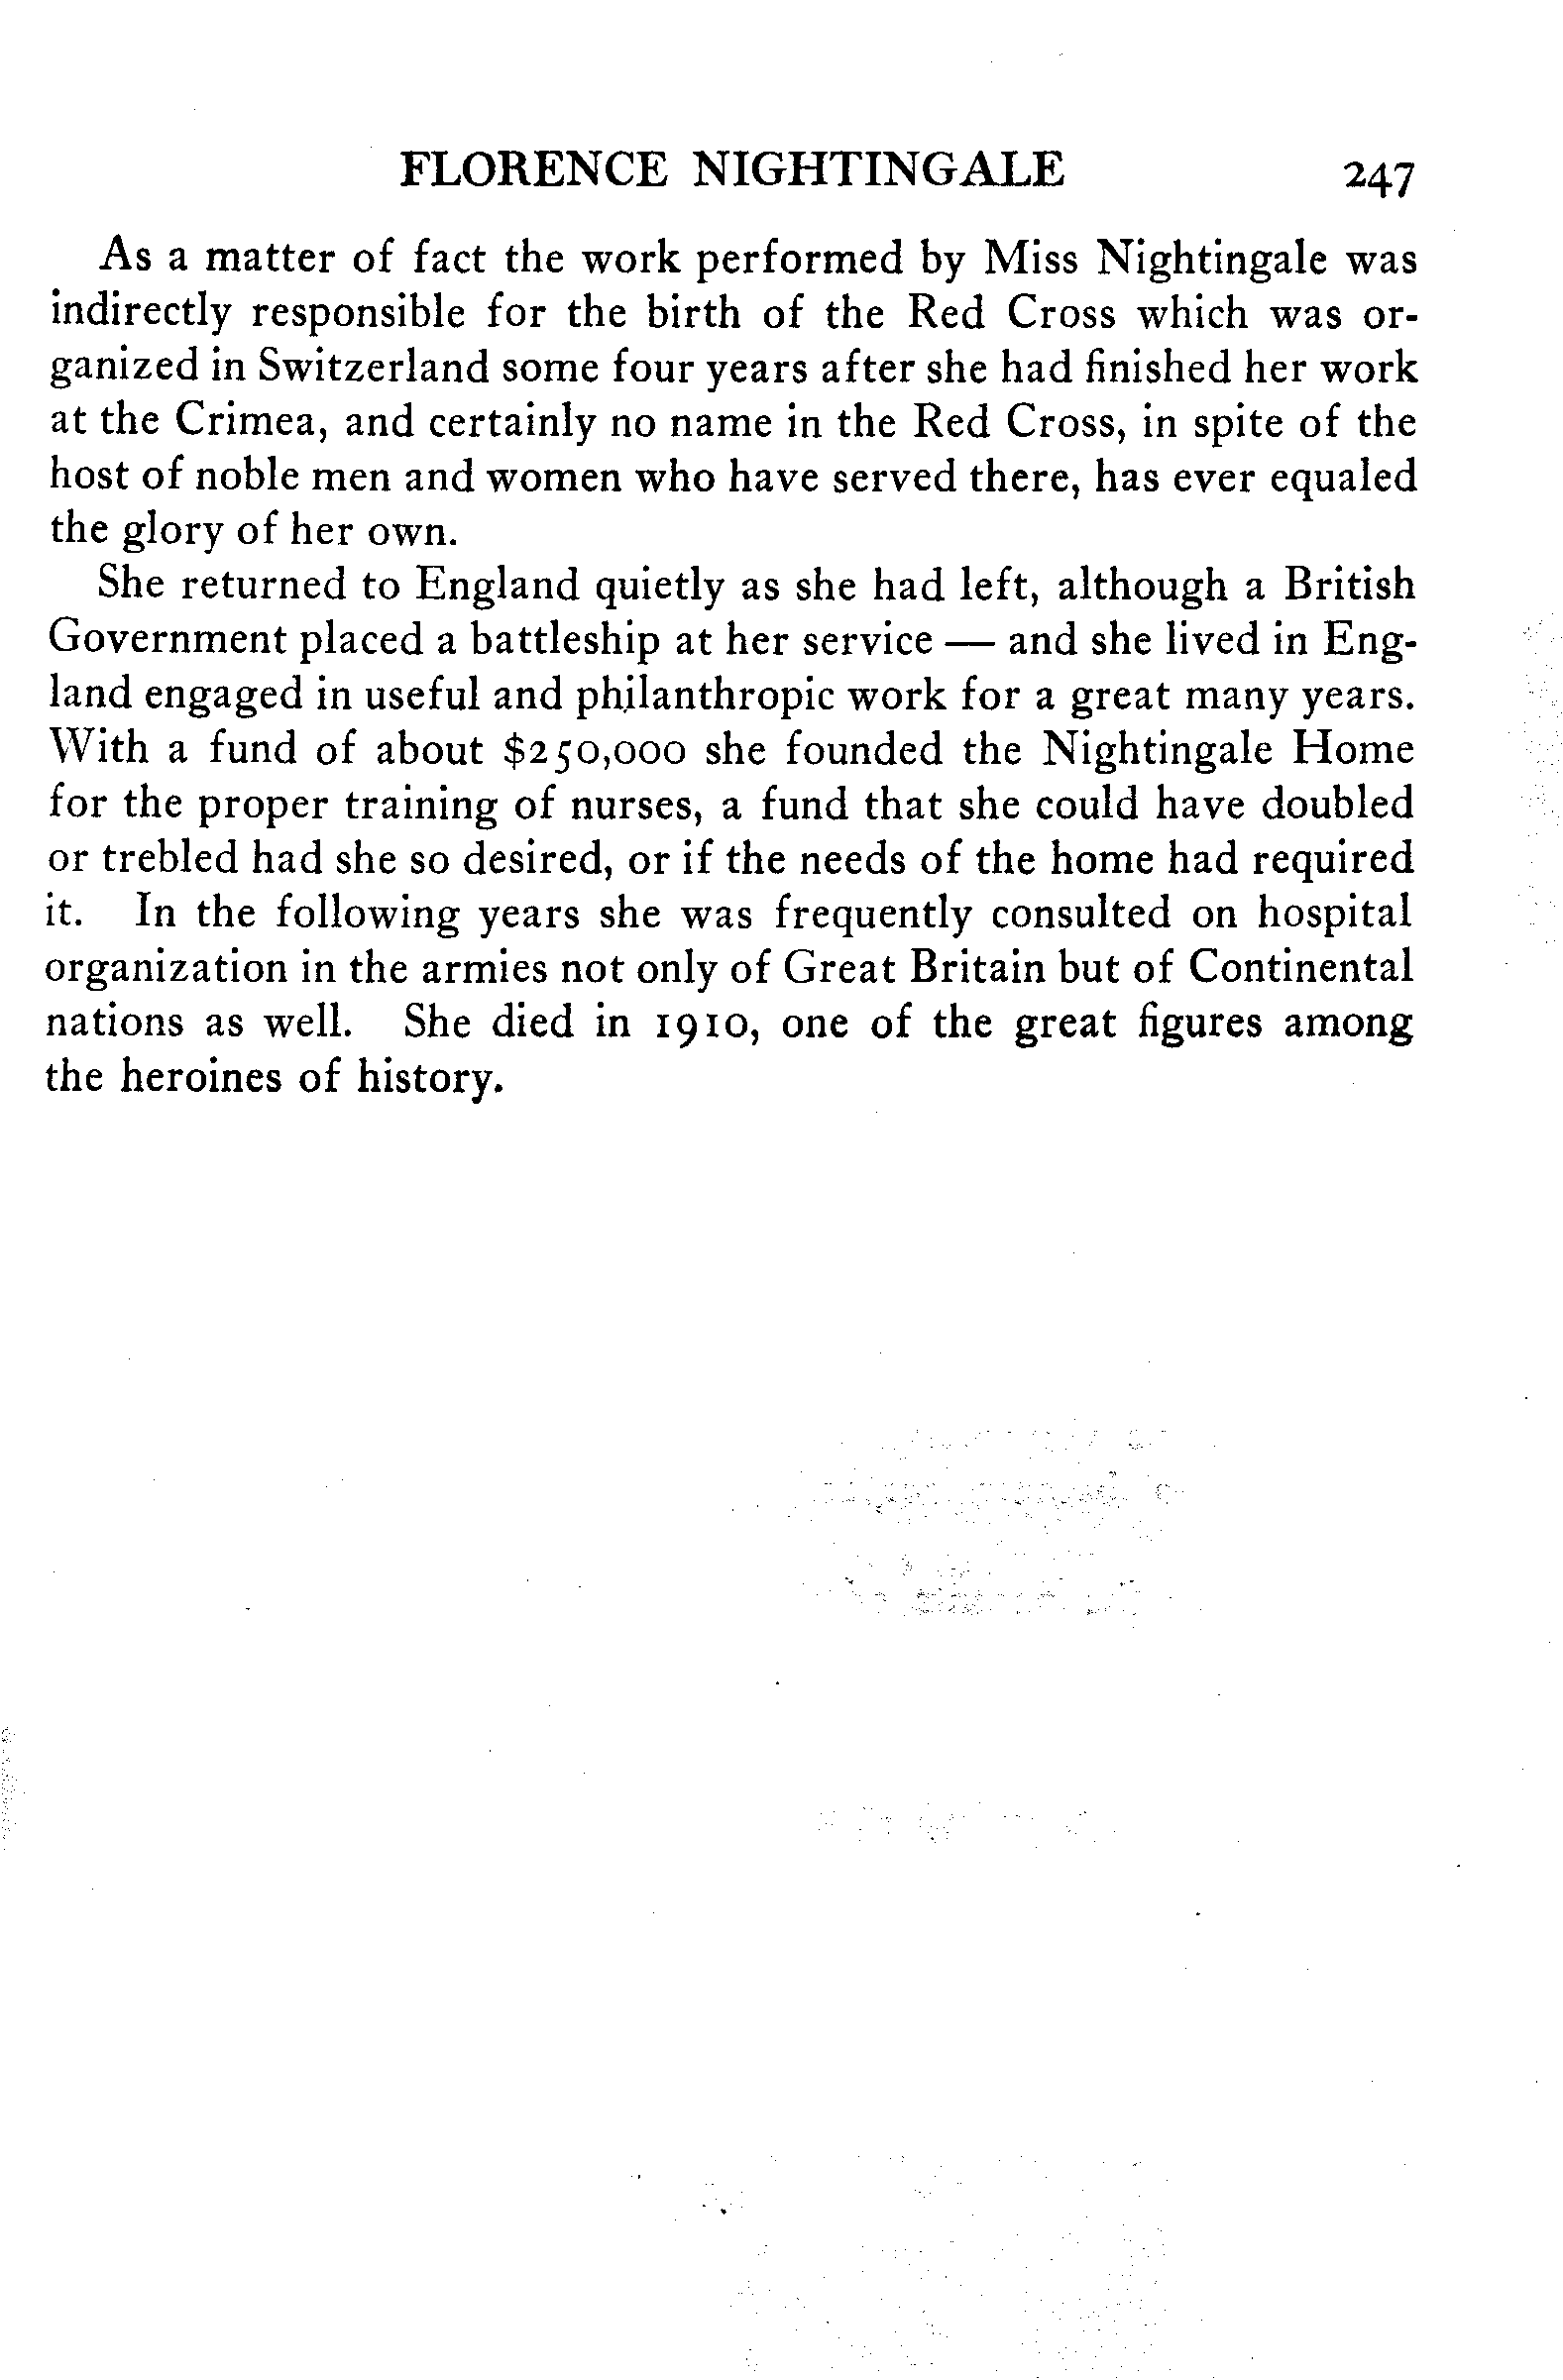 FLORENCE NIGHTINGALE 247
As a matter of fact the work performed by Miss Nightingale was
indirectly responsible for the birth of the Red Cross which was or-
ganized in Switzerland some four years after she had finished her work
at the Crimea, and certainly no name in the Red Cross, in spite of the
host of noble men and women who have served there, has ever equaled
the glory of her own.
She returned to England quietly as she had left, although a British
Government placed a battleship at her service — and she lived in Eng-
land engaged in useful and philanthropic work for a great many years.
With a fund of about $250,000 she founded the Nightingale Home
for the proper training of nurses, a fund that she could have doubled
or trebled had she so desired, or if the needs of the home had required
it. In the following years she was frequently consulted on hospital
organization in the armies not only of Great Britain but of Continental
nations as well. She died in 1910, one of the great figures among
the heroines of history.